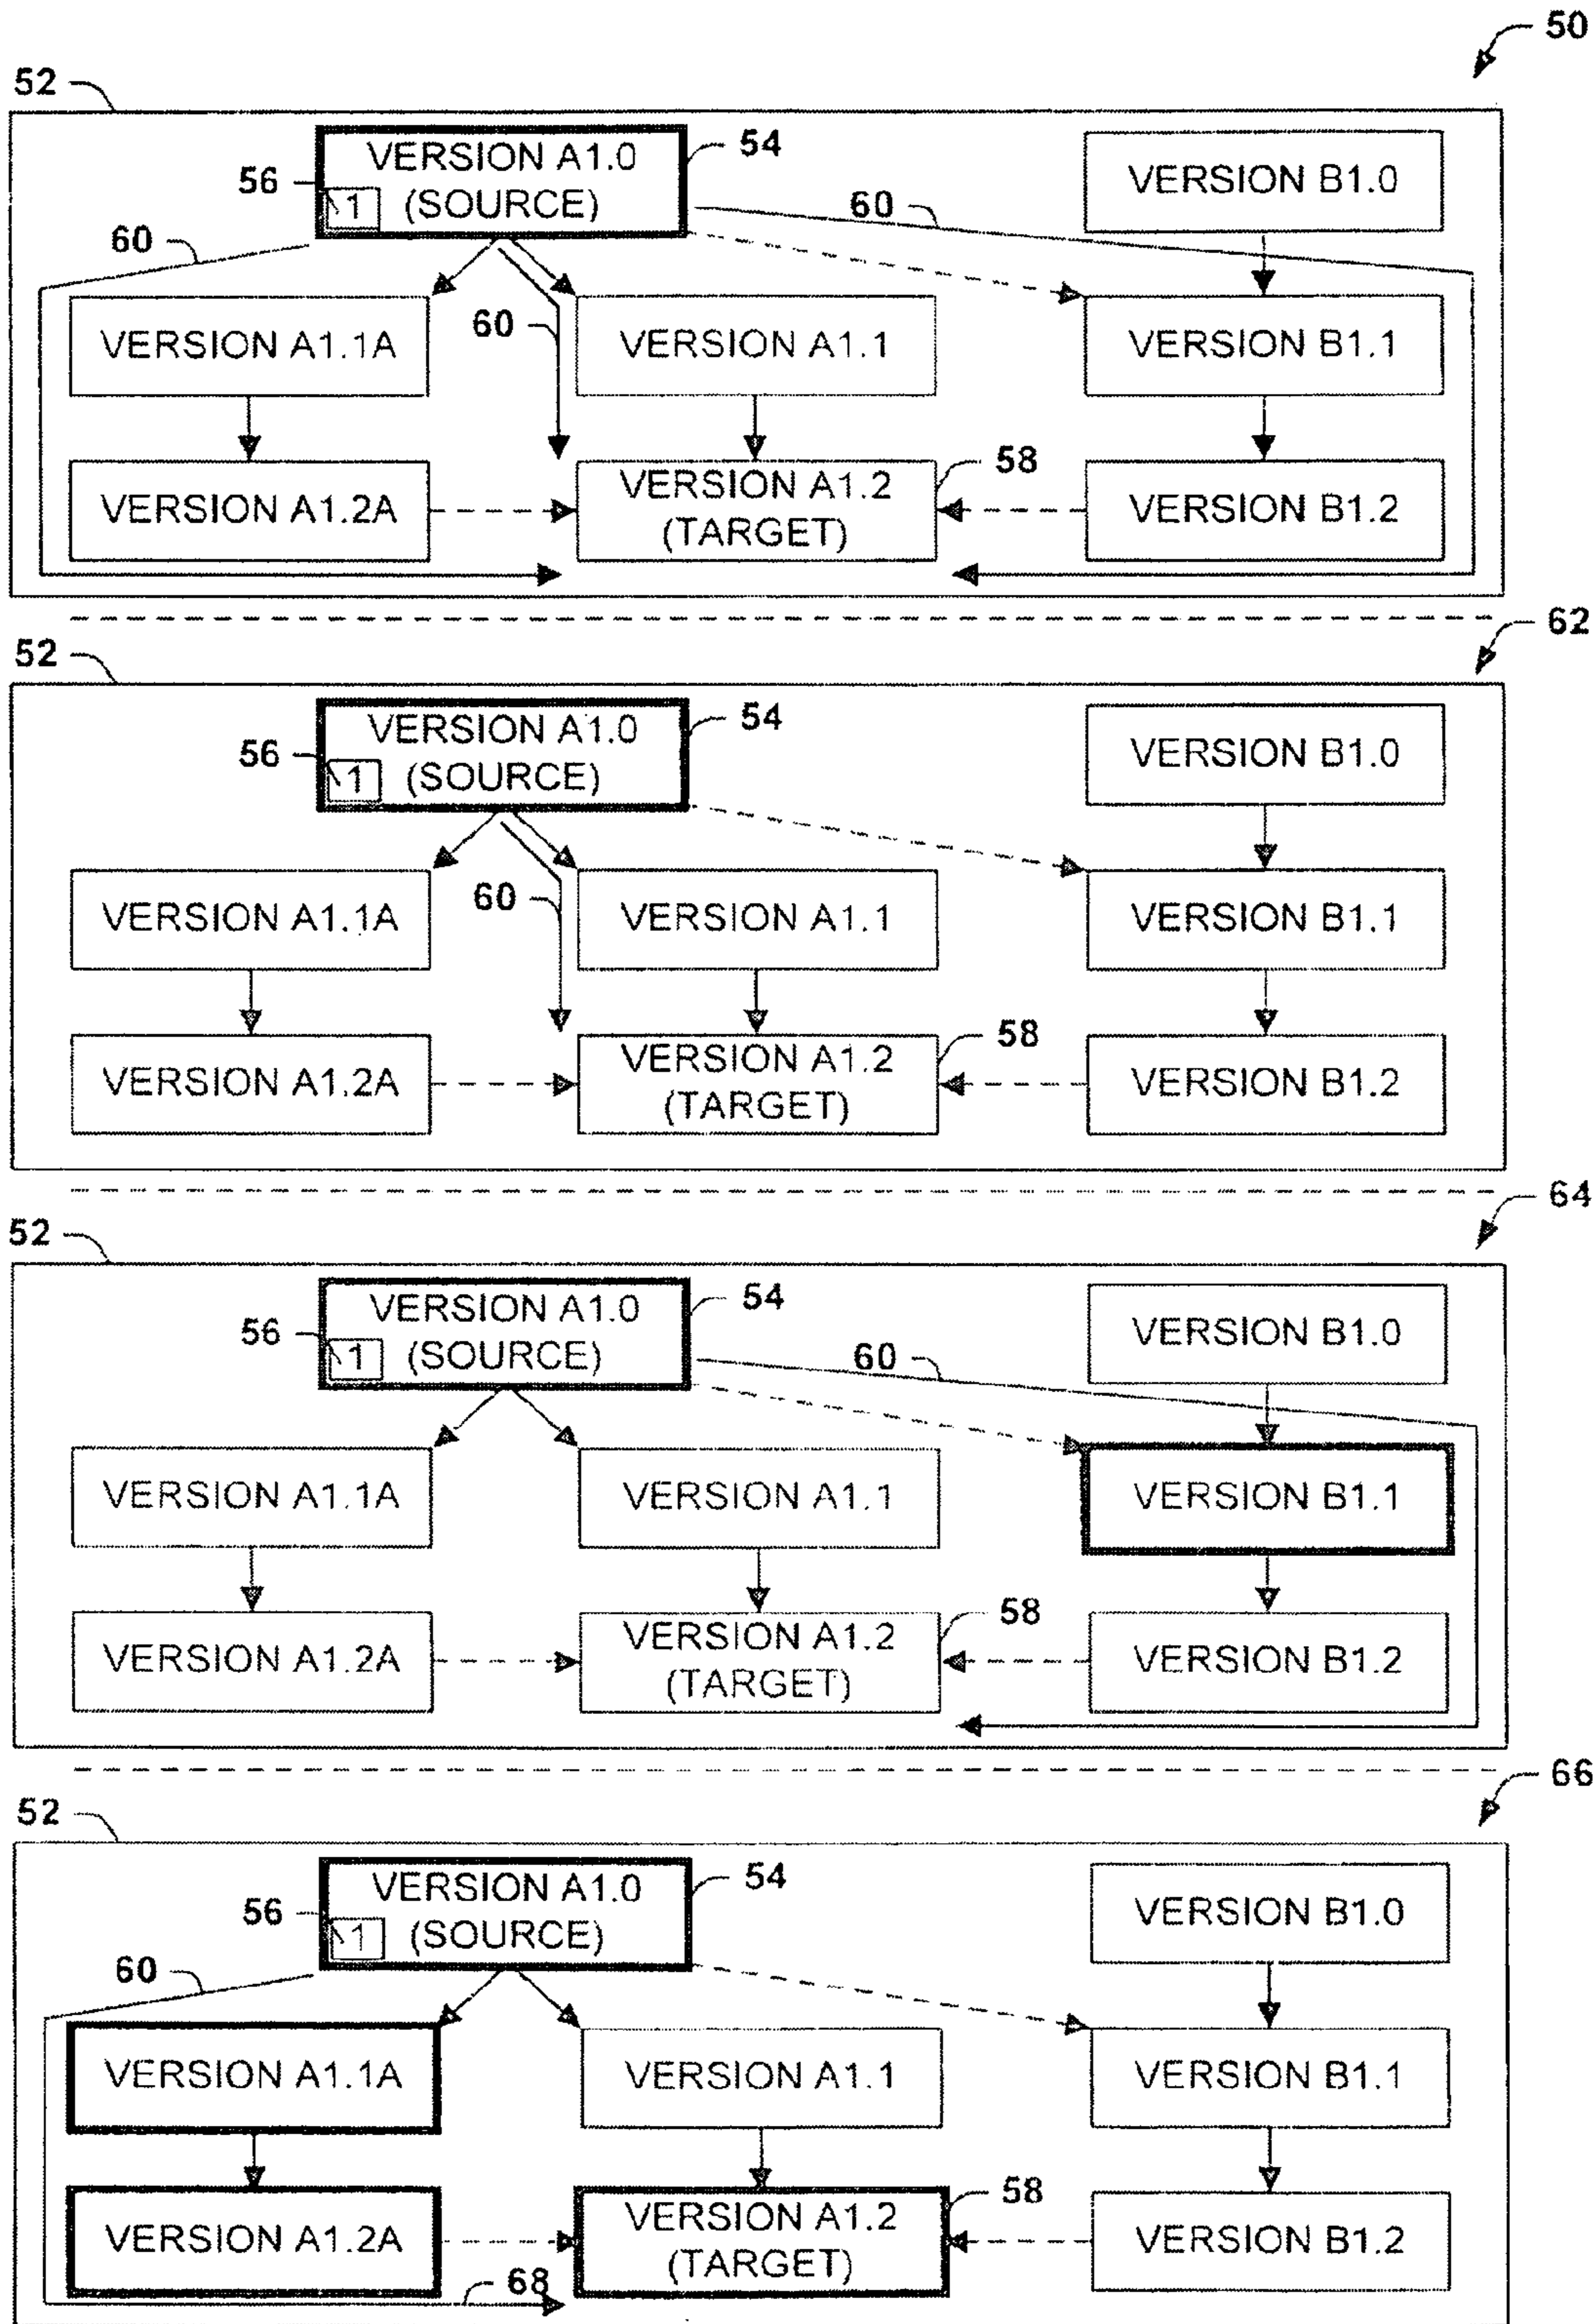 50
52
VERSION A1.0
(SOURCE)
54
56
1
VERSION B1.0
60
60
VERSION A1.1A
60
VERSION A1.1
VERSION B1.1
VERSION A1.2A
VERSION A1.2
(TARGET)
58
VERSION B1.2
62
52
VERSION A1.0
(SOURCE)
54
56
1
VERSION B1.0
VERSION A1.1A
60
VERSION A1.1
VERSION B1.1
VERSION A1.2A
VERSION A1.2
(TARGET)
58
VERSION B1.2
64
52
VERSION A1.0
(SOURCE)
54
56
1
VERSION B1.0
60
VERSION A1.1A
VERSION A1.1
VERSION B1.1
VERSION A1.2A
VERSION A1.2
(TARGET)
58
VERSION B1.2
66
52
VERSION A1.0
(SOURCE)
54
56
1
VERSION B1.0
60
VERSION A1.1A
VERSION A1.1
VERSION B1.1
VERSION A1.2A
VERSION A1.2
(TARGET)
58
VERSION B1.2
68